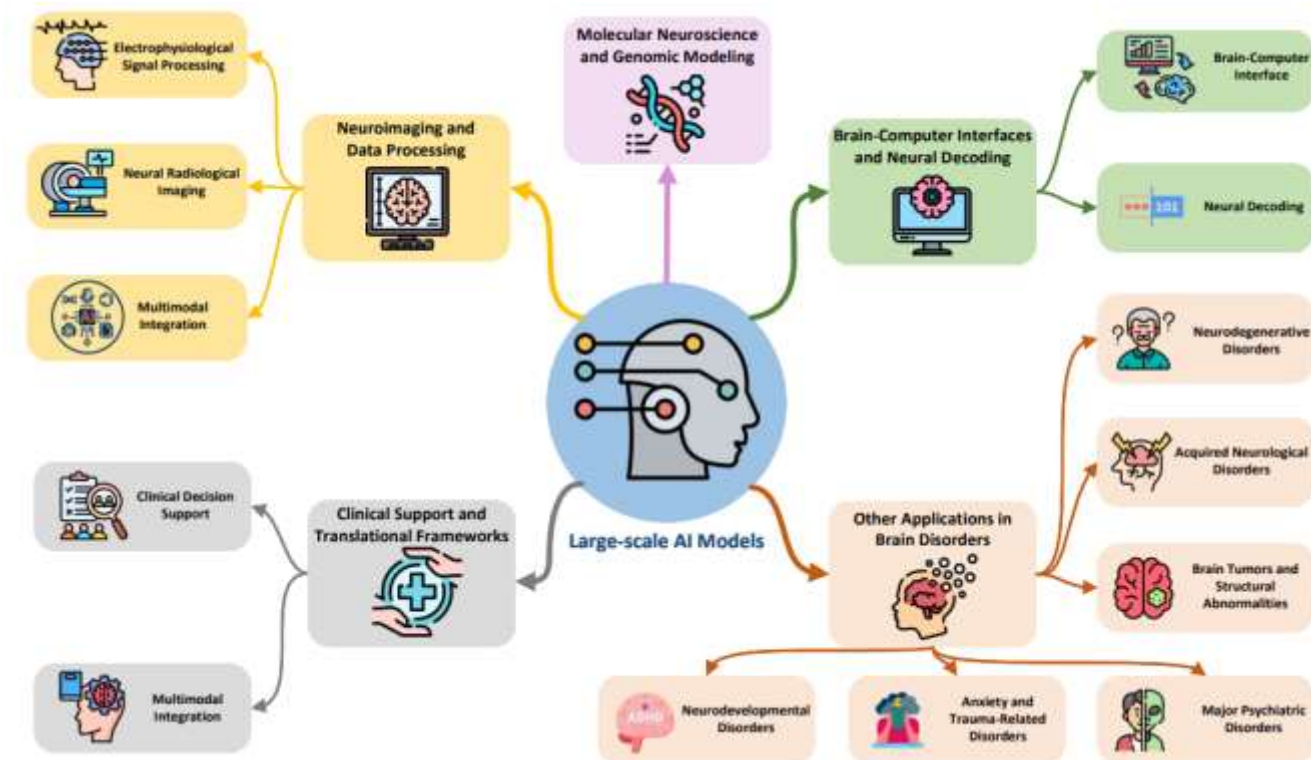 Electrophysiological
Signal Processing
Neural Radiological
Imaging
Multimodal
Integration
Neuroimaging and
Data Processing
Molecular Neuroscience
and Genomic Modeling
Brain-Computer Interfaces
and Neural Decoding
Brain-Computer
Interface
101
Neural Decoding
Large-scale AI Models
Clinical Support and
Translational Frameworks
Clinical Decision
Support
Multimodal
Integration
Other Applications in
Brain Disorders
? ?
Neurodegenerative
Disorders
Acquired Neurological
Disorders
Brain Tumors and
Structural
Abnormalities
ADHD
Neurodevelopmental
Disorders
Anxiety and
Trauma-Related
Disorders
Major Psychiatric
Disorders